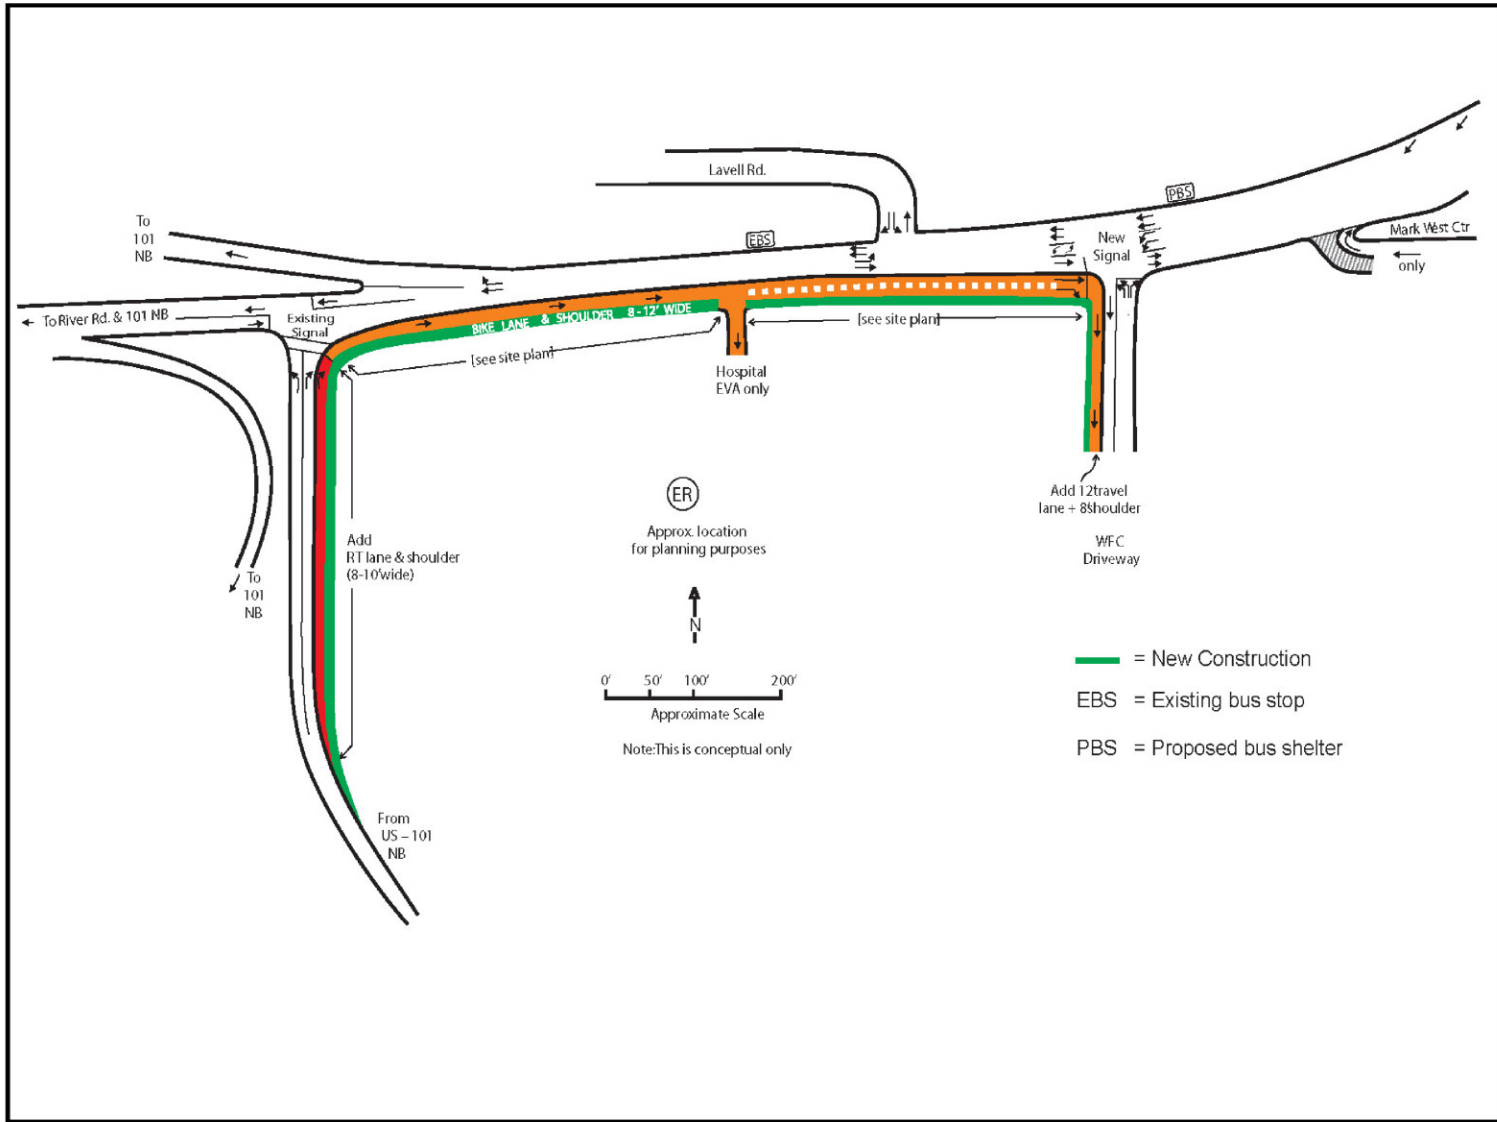 PBS
Lavell Rd.
To
101
NB
EBS
New
Signal
Mark West Ctr
only
To River Rd. & 101 NB
Existing
Signal
BIKE LANE & SHOULDER 8-12' WIDE
[see site plan]
[see site plan]
Hospital
EVA only
ER
Approx. location
for planning purposes
N
Add 12'travel
lane + 8'shoulder
WFC
Driveway
Add
RT lane & shoulder
(8-10'wide)
To
101
NB
0' 50' 100' 200'
Approximate Scale
Note:This is conceptual only
= New Construction
EBS = Existing bus stop
PBS = Proposed bus shelter
From
US – 101
NB